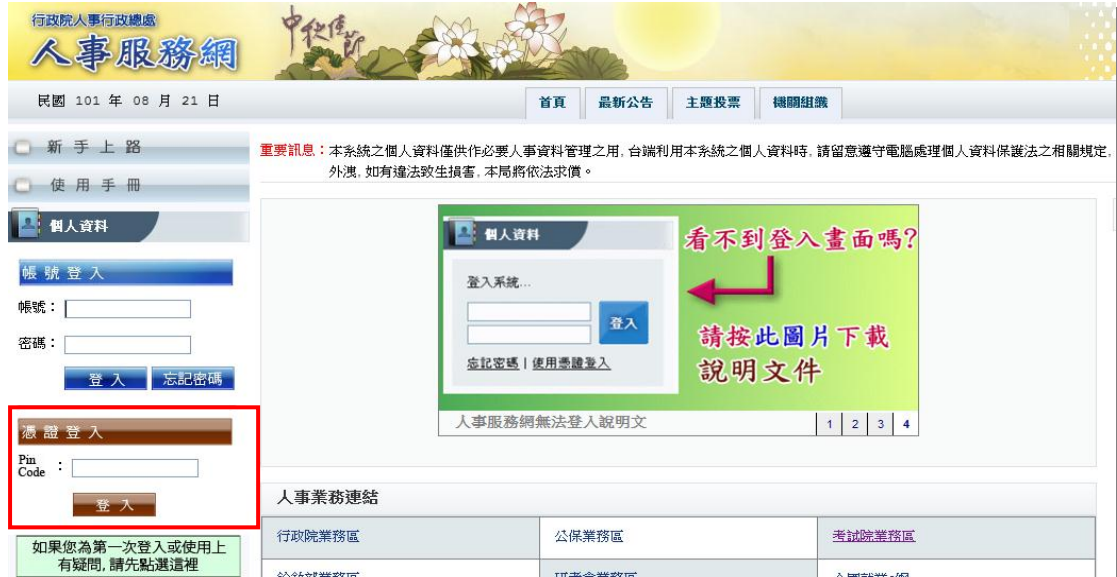 行政院人事行政總處
人事服務網
中秋佳節
民國 101 年 08 月 21 日
首頁 最新公告 主題投票 機關組織
新 手 上 路
使 用 手 冊
個人資料
帳 號 登 入
帳號：
密碼：
登 入 忘記密碼
憑 證 登 入
Pin
Code ：
登 入
如果您為第一次登入或使用上
有疑問, 請先點選這裡
重要訊息：本系統之個人資料僅供作必要人事資料管理之用, 台端利用本系統之個人資料時, 請留意遵守電腦處理個人資料保護法之相關規定,
外洩, 如有違法致生損害, 本局將依法求償。
個人資料
登入系統...
登入
忘記密碼 | 使用憑證登入
看不到登入畫面嗎?
請按此圖片下載
說明文件
人事服務網無法登入說明文
1 2 3 4
人事業務連結
行政院業務區 公保業務區 考試院業務區